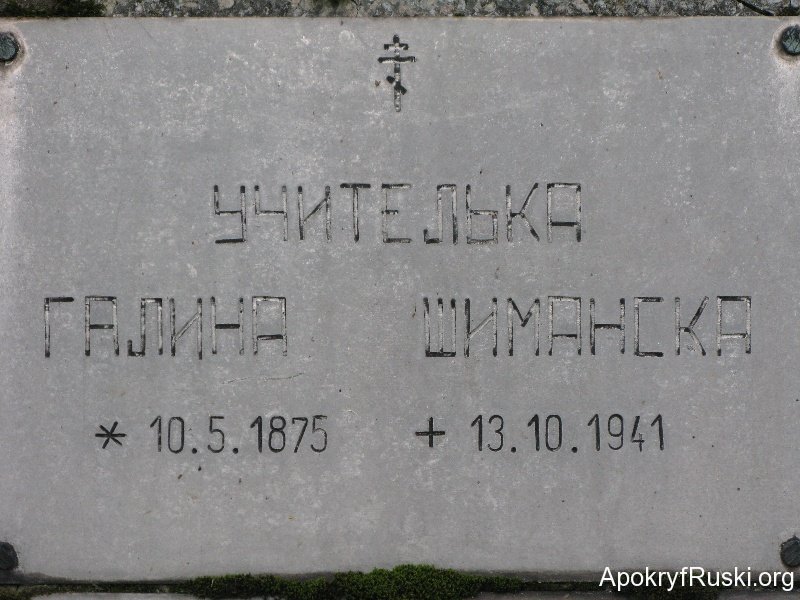 УЧИТЕЛЬКА
ГАЛИНА ШИМАНСКА
* 10.5.1875 + 13.10.1941
ApokryfRuski.org